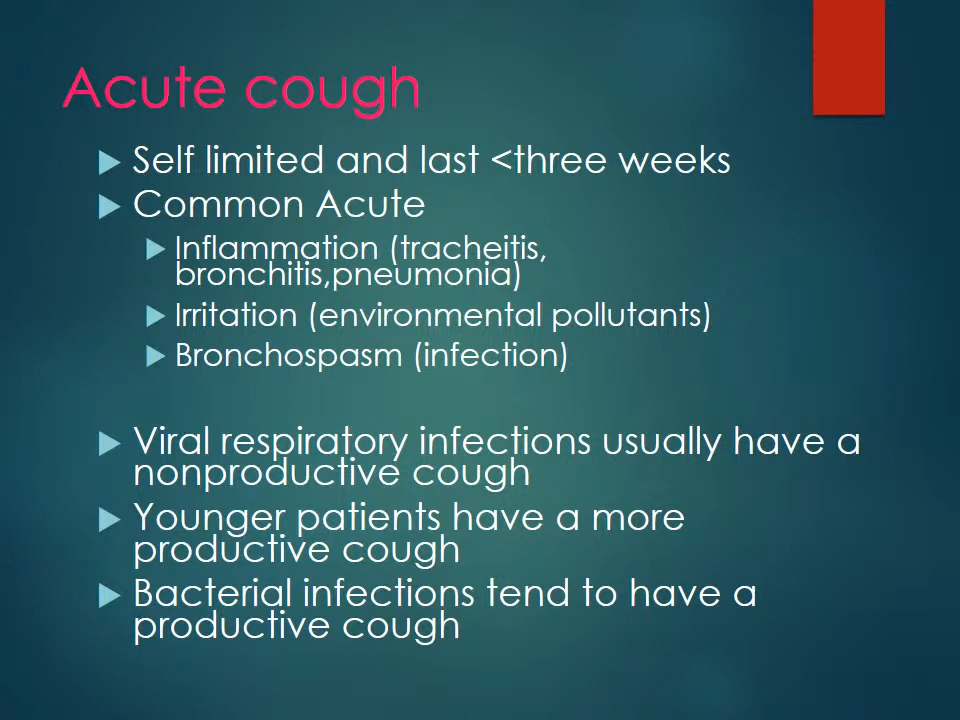 Acute cough
Self limited and last <three weeks
Common Acute
Inflammation (tracheitis,
bronchitis,pneumonia)
Irritation (environmental pollutants)
Bronchospasm (infection)
Viral respiratory infections usually have a
nonproductive cough
Younger patients have a more
productive cough
Bacterial infections tend to have a
productive cough